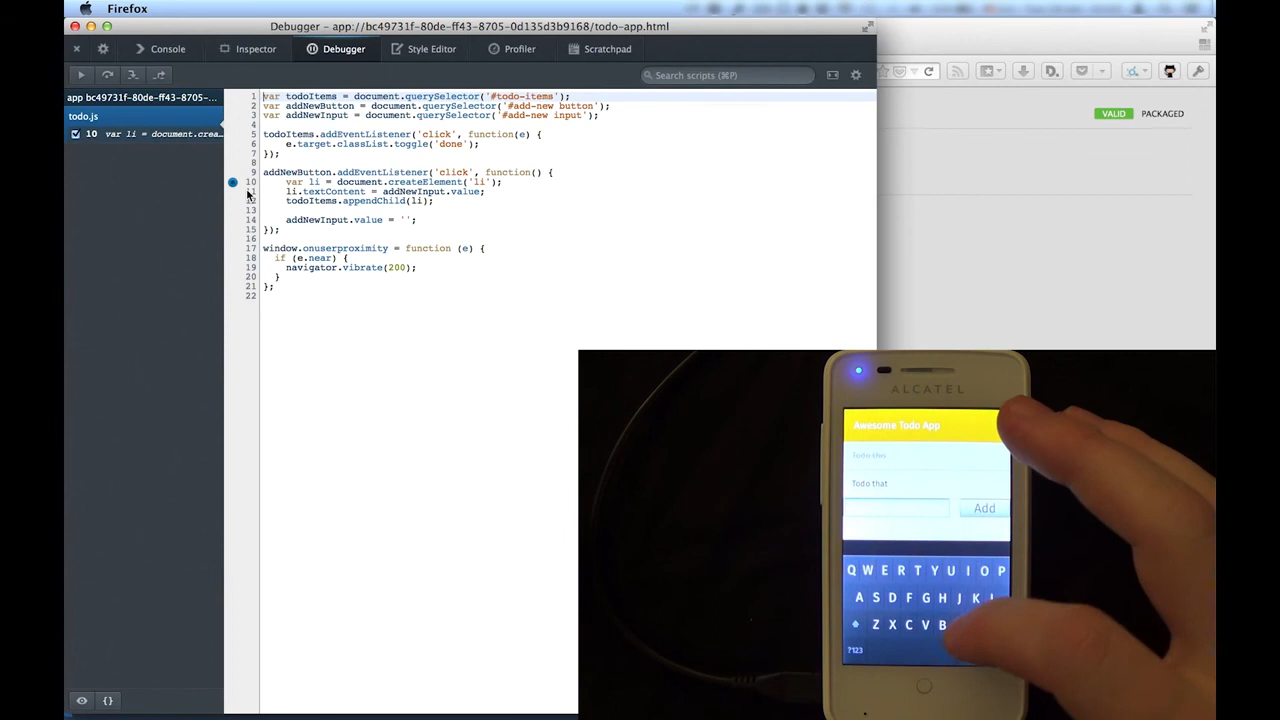 Firefox
Debugger – app://bc49731f-80de-ff43-8705-0d135d3b9168/todo-app.html
Console
Inspector
Debugger
Style Editor
Profiler
Scratchpad
Search scripts (⌘P)
app bc49731f-80de-ff43-8705-0d135...
todo.js
10 var li = document.crea...
1 var todoItems = document.querySelector('#todo-items');
2 var addNewButton = document.querySelector('#add-new button');
3 var addNewInput = document.querySelector('#add-new input');
4
5 todoItems.addEventListener('click', function(e) {
6 e.target.classList.toggle('done');
7 });
8
9 addNewButton.addEventListener('click', function() {
10 var li = document.createElement('li');
11 li.textContent = addNewInput.value;
12 todoItems.appendChild(li);
13
14 addNewInput.value = '';
15 });
16
17 window.onuserproximity = function (e) {
18 if (e.near) {
19 navigator.vibrate(200);
20 }
21 };
22
VALID PACKAGED
ALCATEL
Awesome Todo App
Todo this
Todo that
Add
Q W E R T Y U I O P
A S D F G H J K L
Z X C V B
?123